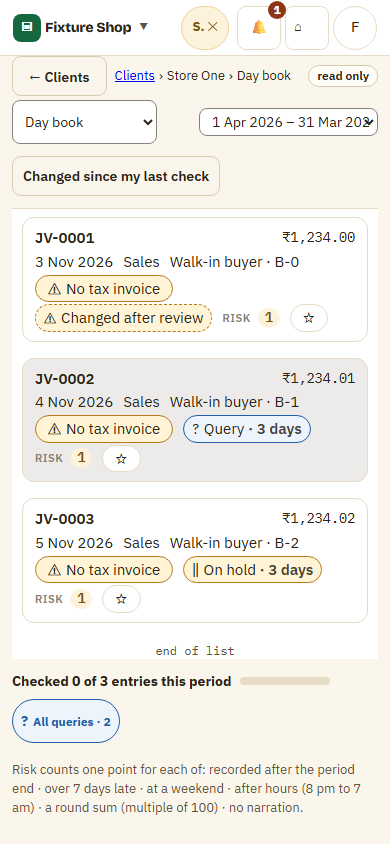 Fixture Shop ▼ S. × 1 F
← Clients Clients › Store One › Day book read only
Day book 1 Apr 2026 – 31 Mar 202
Changed since my last check
JV-0001 ₹1,234.00
3 Nov 2026 Sales Walk-in buyer · B-0
⚠ No tax invoice
⚠ Changed after review RISK 1 ☆
JV-0002 ₹1,234.01
4 Nov 2026 Sales Walk-in buyer · B-1
⚠ No tax invoice ? Query · 3 days
RISK 1 ☆
JV-0003 ₹1,234.02
5 Nov 2026 Sales Walk-in buyer · B-2
⚠ No tax invoice || On hold · 3 days
RISK 1 ☆
end of list
Checked 0 of 3 entries this period
? All queries · 2
Risk counts one point for each of: recorded after the period
end · over 7 days late · at a weekend · after hours (8 pm to 7
am) · a round sum (multiple of 100) · no narration.